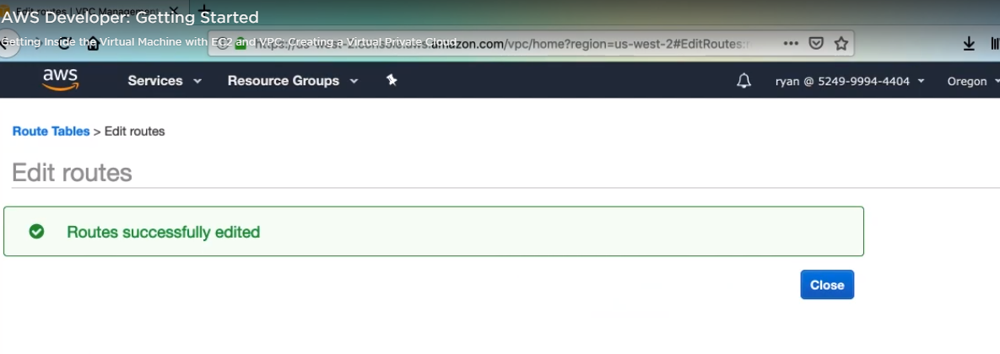 Edit routes | VPC Management
AWS Developer: Getting Started
Getting Inside the Virtual Machine with EC2 and VPC: Creating a Virtual Private Cloud
https://us-west-2.console.aws.amazon.com/vpc/home?region=us-west-2#EditRoutes:r
aws
Services
Resource Groups
ryan @ 5249-9994-4404
Oregon
Route Tables > Edit routes
Edit routes
Routes successfully edited
Close